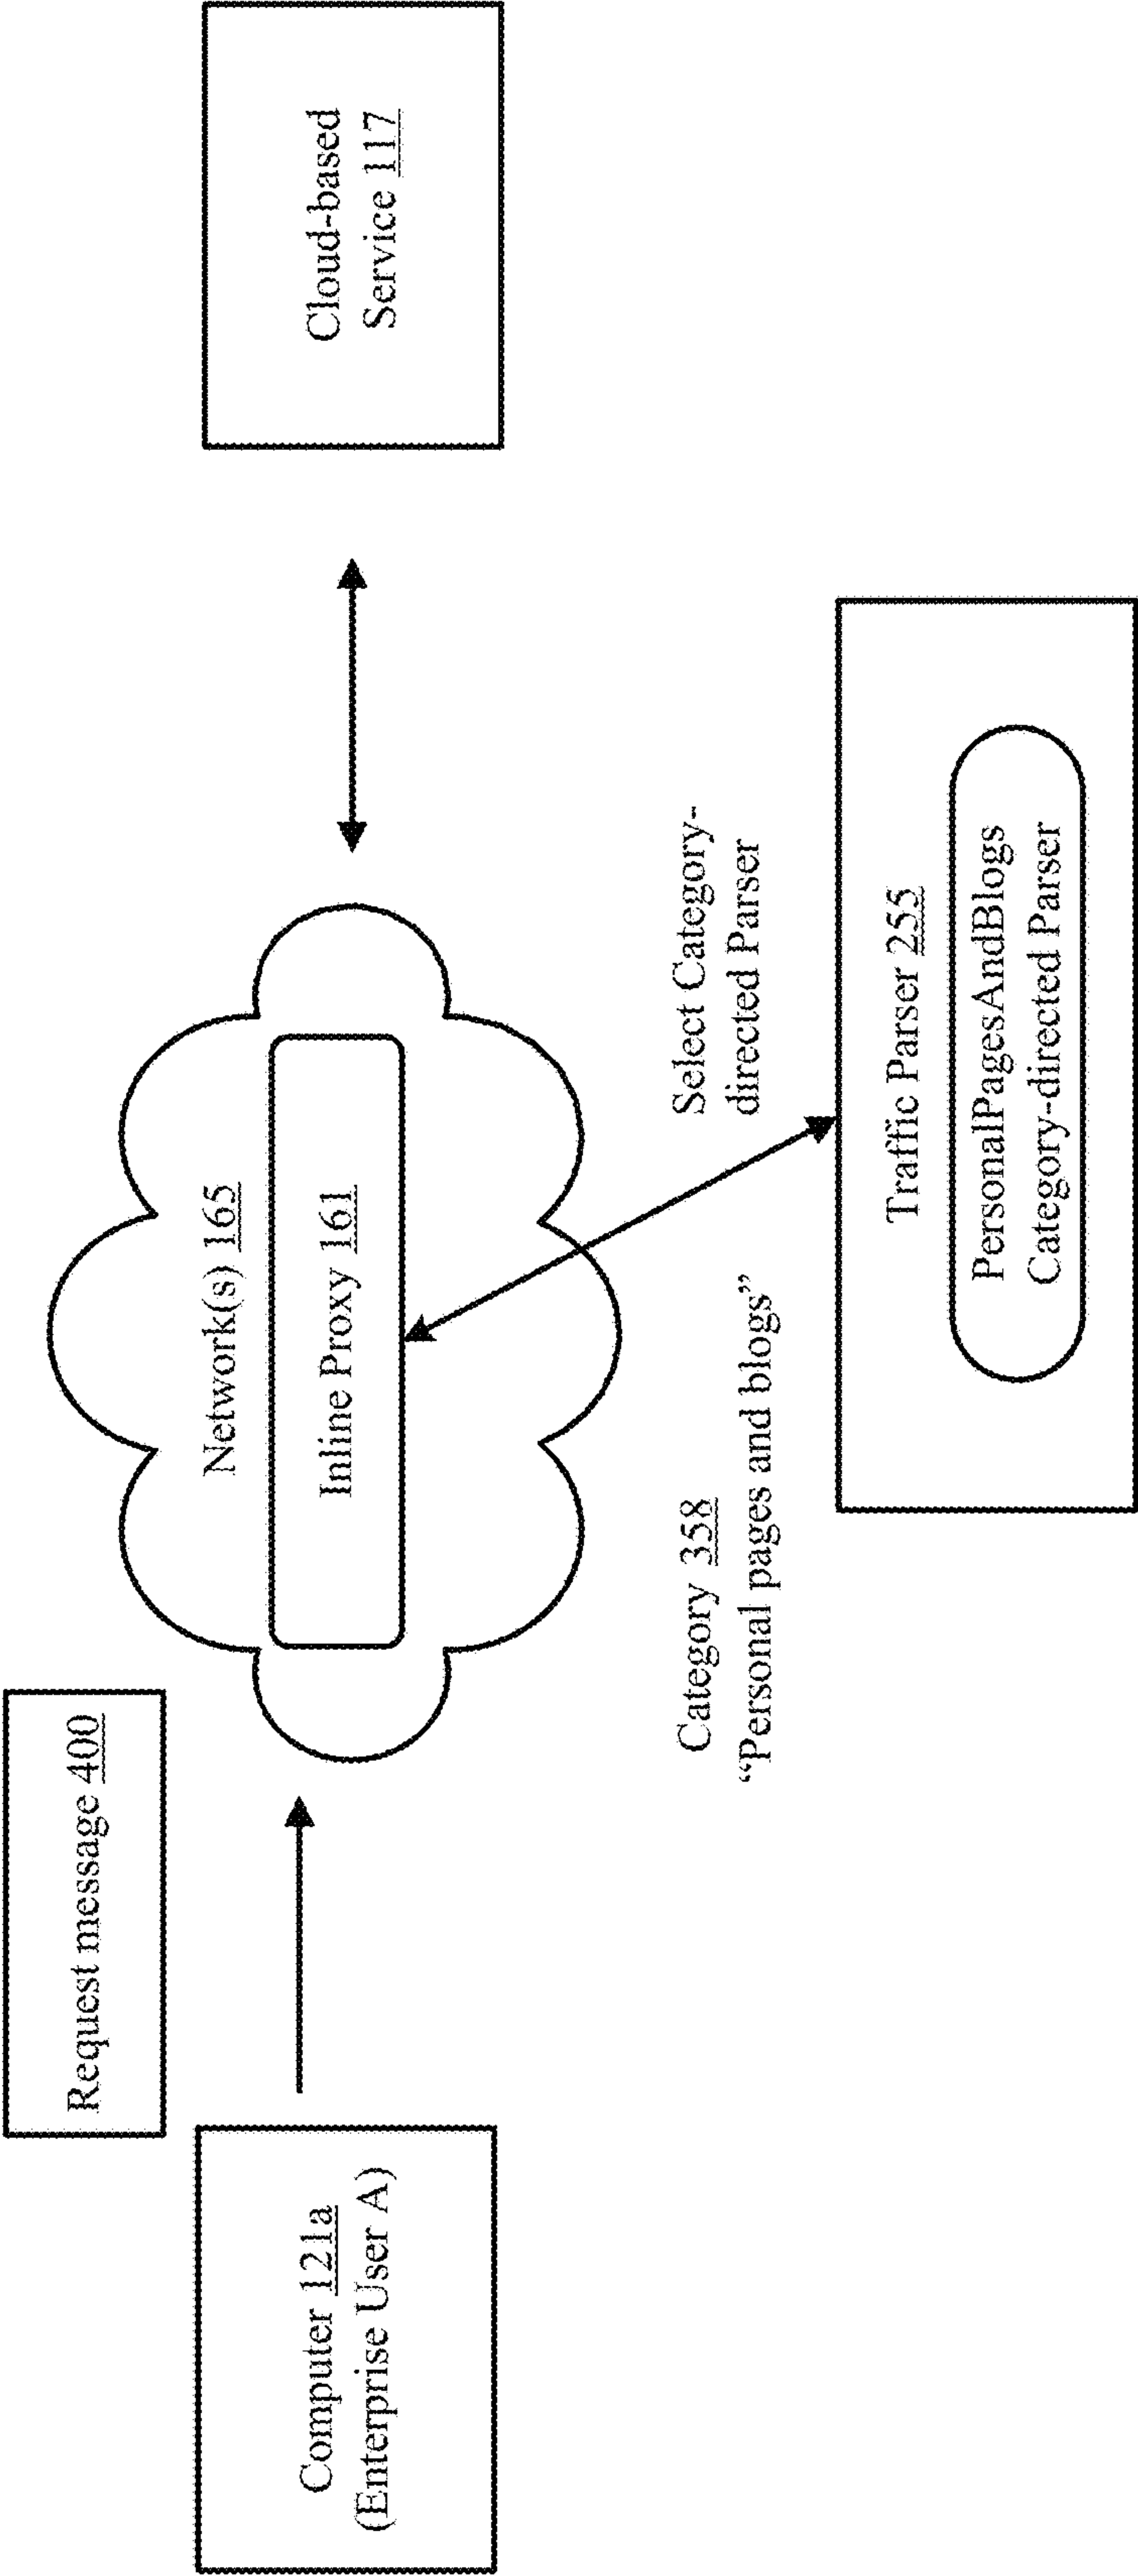 Request message 400
Computer 121a
(Enterprise User A)
Network(s) 165
Inline Proxy 161
Cloud-based
Service 117
Category 358
“Personal pages and blogs”
Select Category-
directed Parser
Traffic Parser 255
PersonalPagesAndBlogs
Category-directed Parser